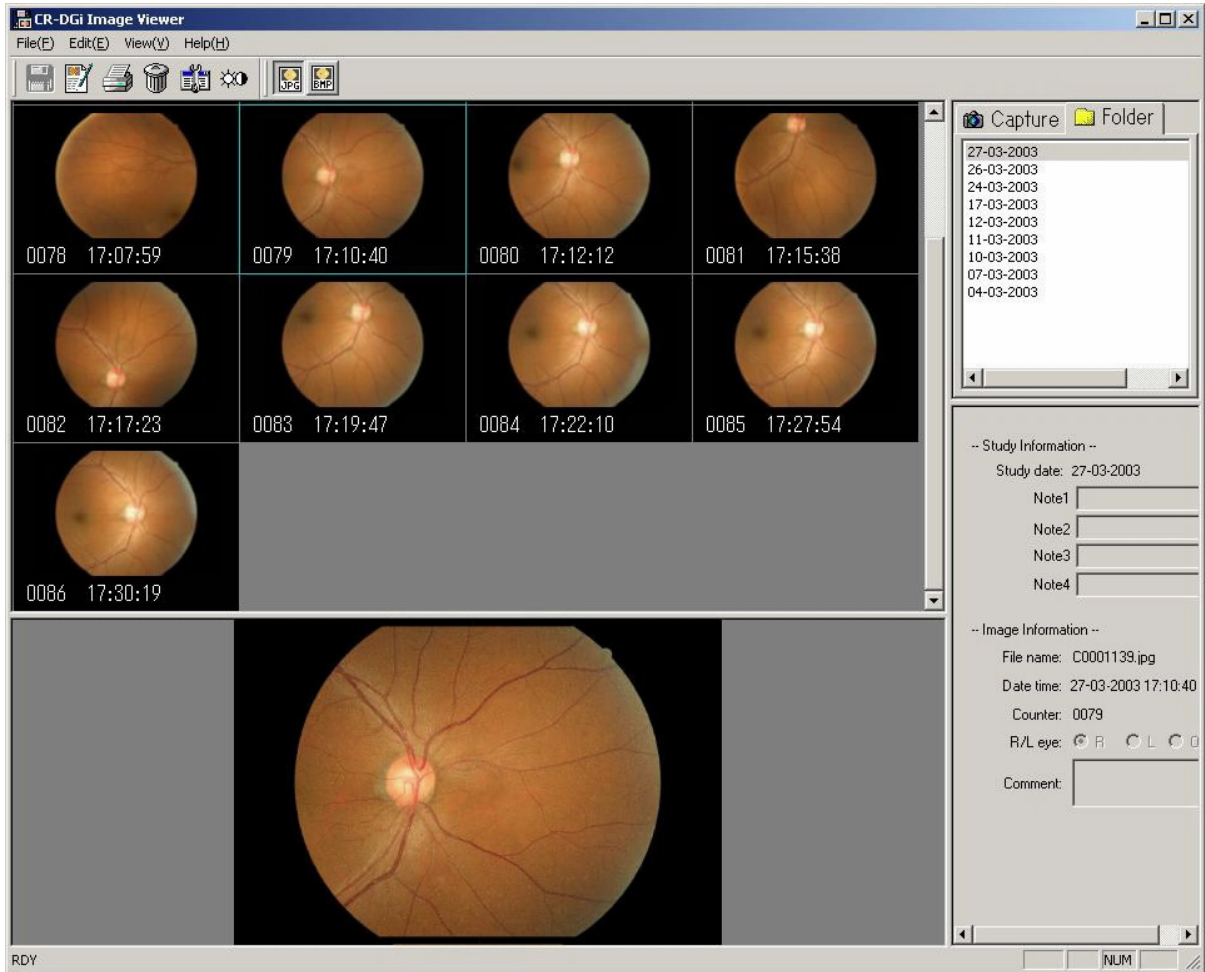 CR-DGi Image Viewer
File(F) Edit(E) View(V) Help(H)
JPG BMP
0078 17:07:59
0079 17:10:40
0080 17:12:12
0081 17:15:38
0082 17:17:23
0083 17:19:47
0084 17:22:10
0085 17:27:54
0086 17:30:19
Capture Folder
27-03-2003
26-03-2003
24-03-2003
17-03-2003
12-03-2003
11-03-2003
10-03-2003
07-03-2003
04-03-2003
-- Study Information --
Study date: 27-03-2003
Note1
Note2
Note3
Note4
-- Image Information --
File name: C0001139.jpg
Date time: 27-03-2003 17:10:40
Counter: 0079
R/L eye: R L O
Comment:
RDY
NUM